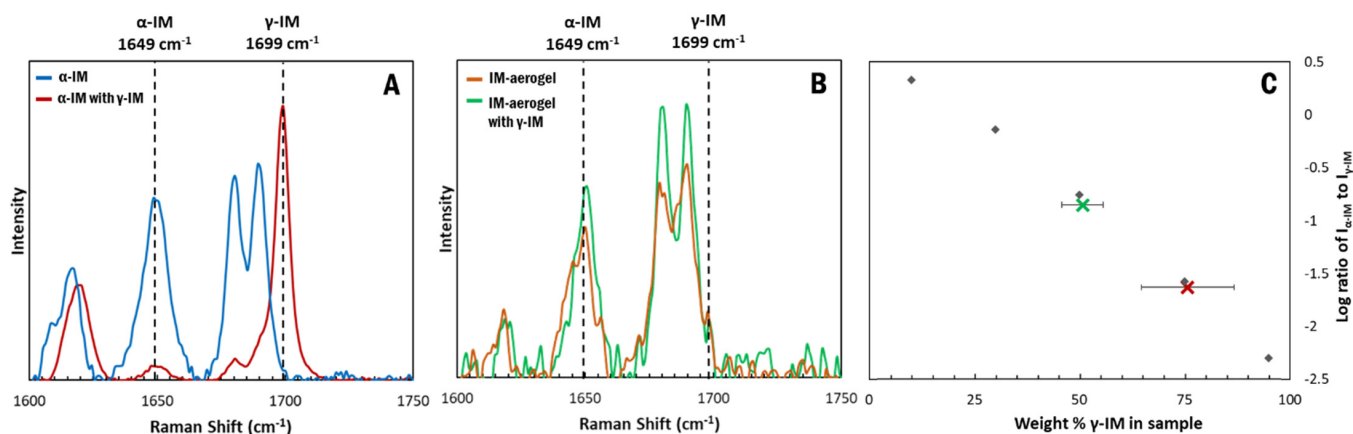 α-IM
1649 cm⁻¹
γ-IM
1699 cm⁻¹
A
α-IM
α-IM with γ-IM
Intensity
1600
1650
1700
1750
Raman Shift (cm⁻¹)
α-IM
1649 cm⁻¹
γ-IM
1699 cm⁻¹
B
IM-aerogel
IM-aerogel
with γ-IM
Intensity
1600
1650
1700
1750
Raman Shift (cm⁻¹)
C
0.5
0
-0.5
-1
-1.5
-2
-2.5
Log ratio of Iα-IM to Iγ-IM
0
25
50
75
100
Weight % γ-IM in sample